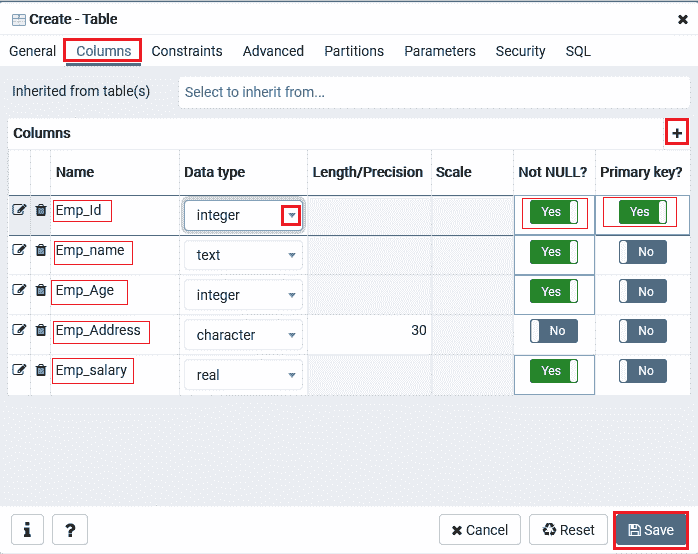 Create - Table
General Columns Constraints Advanced Partitions Parameters Security SQL
Inherited from table(s) Select to inherit from...
Columns
Name Data type Length/Precision Scale Not NULL? Primary key?
Emp_Id integer Yes Yes
Emp_name text Yes No
Emp_Age integer Yes No
Emp_Address character 30 No No
Emp_salary real Yes No
i ? Cancel Reset Save